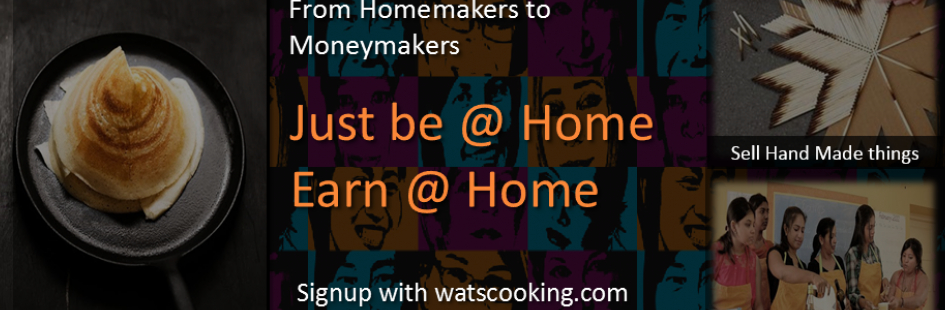 From Homemakers to
Moneymakers
Just be @ Home
Earn @ Home
Signup with watscooking.com
Sell Hand Made things